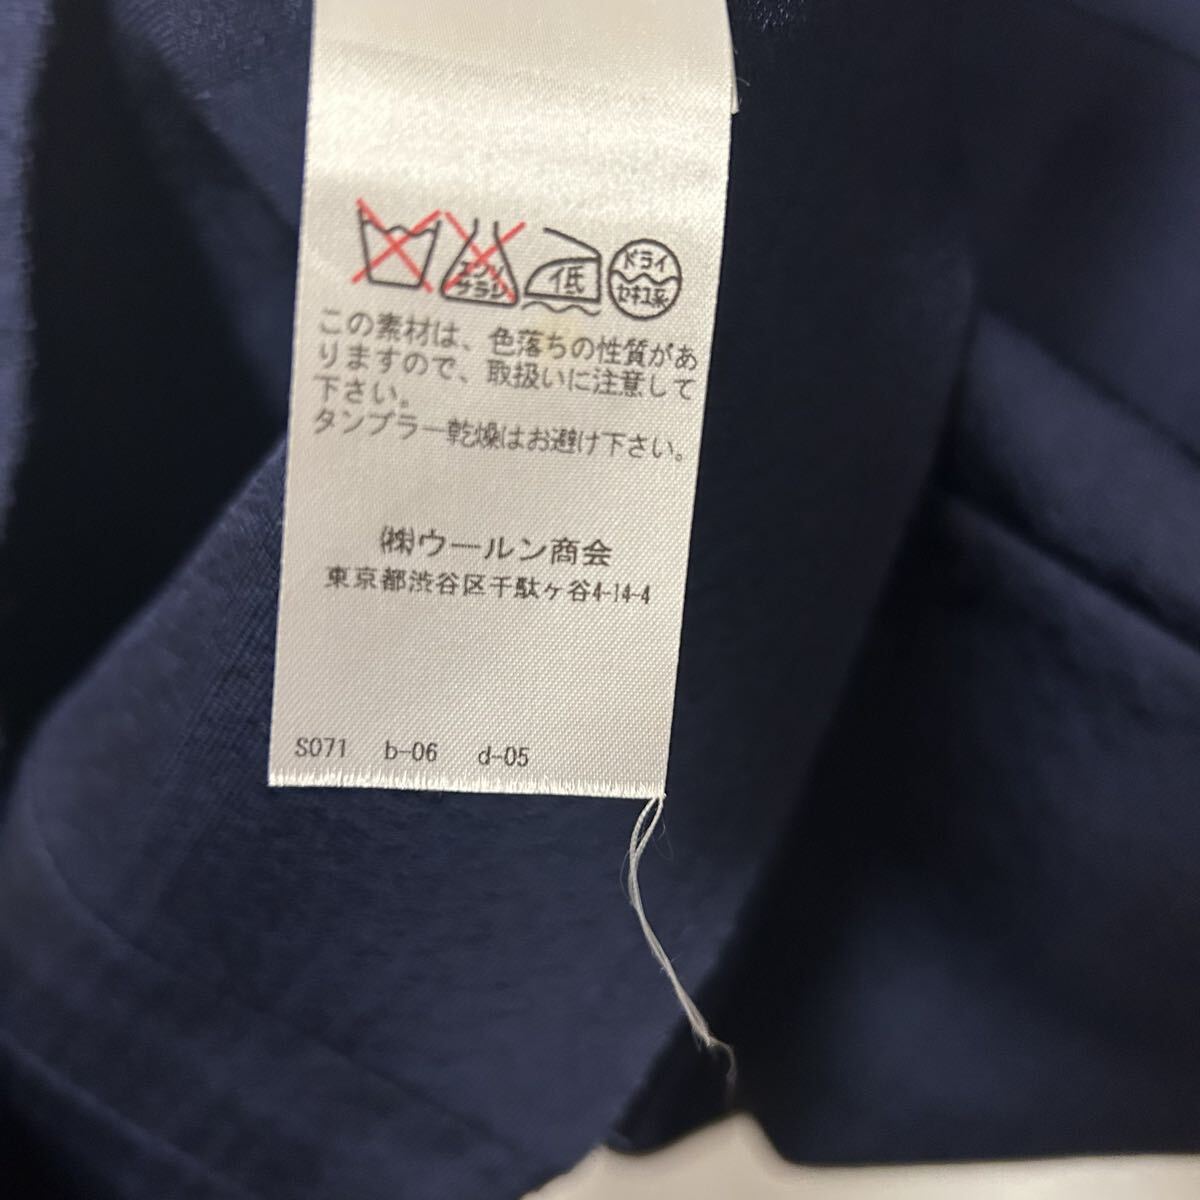 エンソ サラシ 低 ドライ セキユ系
この素材は、色落ちの性質があ
りますので、取扱いに注意して
下さい。
タンブラー乾燥はお避け下さい。
㈱ウールン商会
東京都渋谷区千駄ヶ谷4-14-4
S071 b-06 d-05